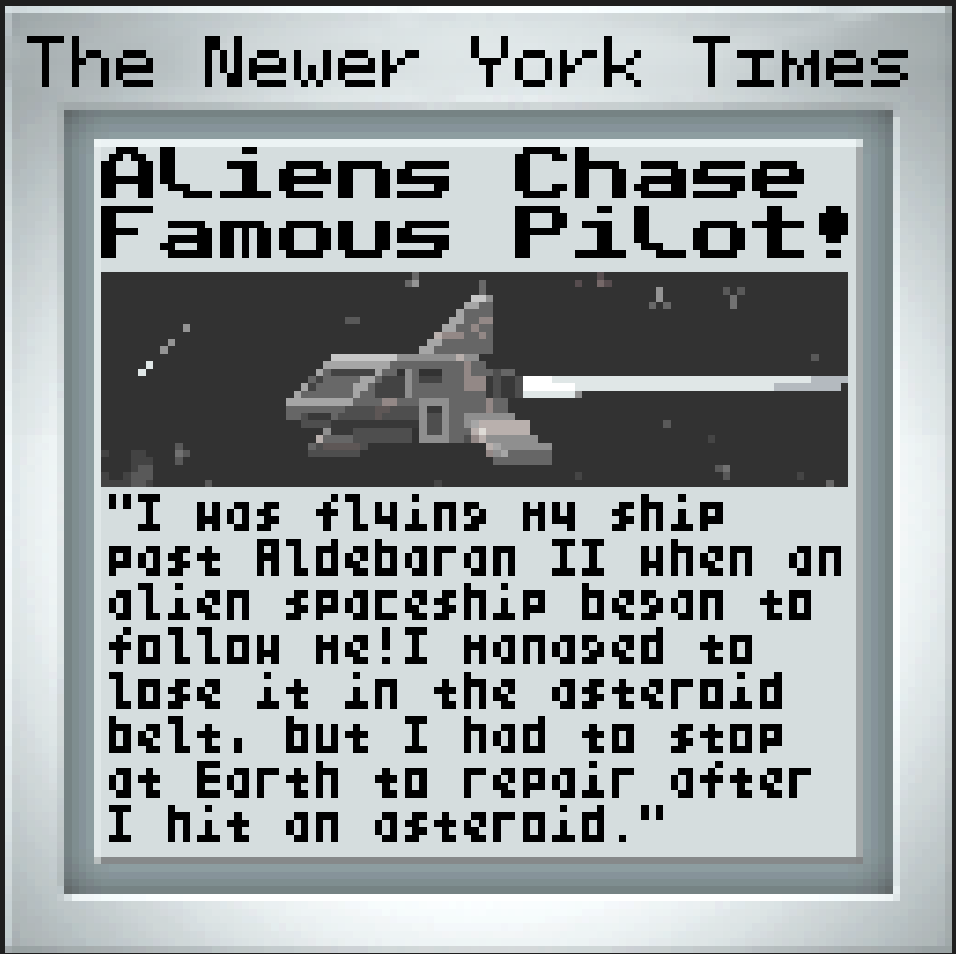 The Newer York Times
Aliens Chase
Famous Pilot!
"I was flying my ship
past Aldebaran II when an
alien spaceship began to
follow me!I managed to
lose it in the asteroid
belt, but I had to stop
at Earth to repair after
I hit an asteroid."